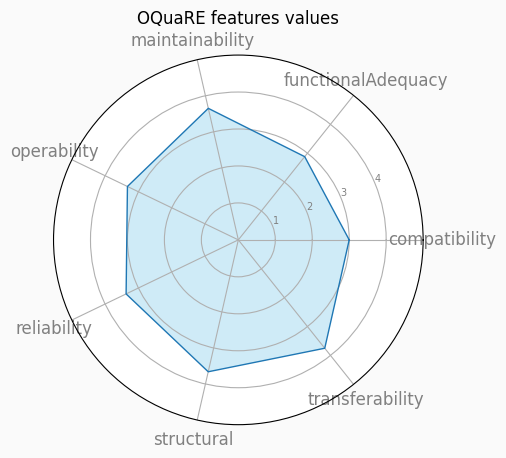 OQuaRE features values
maintainability
functionalAdequacy
operability
4
3
2
1
compatibility
reliability
transferability
structural